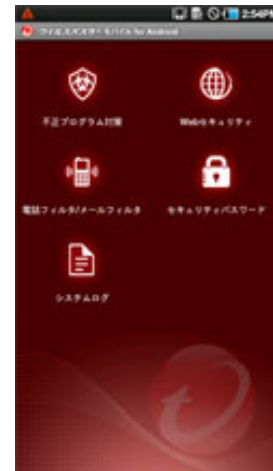 2:54PM
ウイルスバスター モバイル for Android
不正プログラム対策
Webセキュリティ
電話フィルタ/メールフィルタ
セキュリティパスワード
システムログ